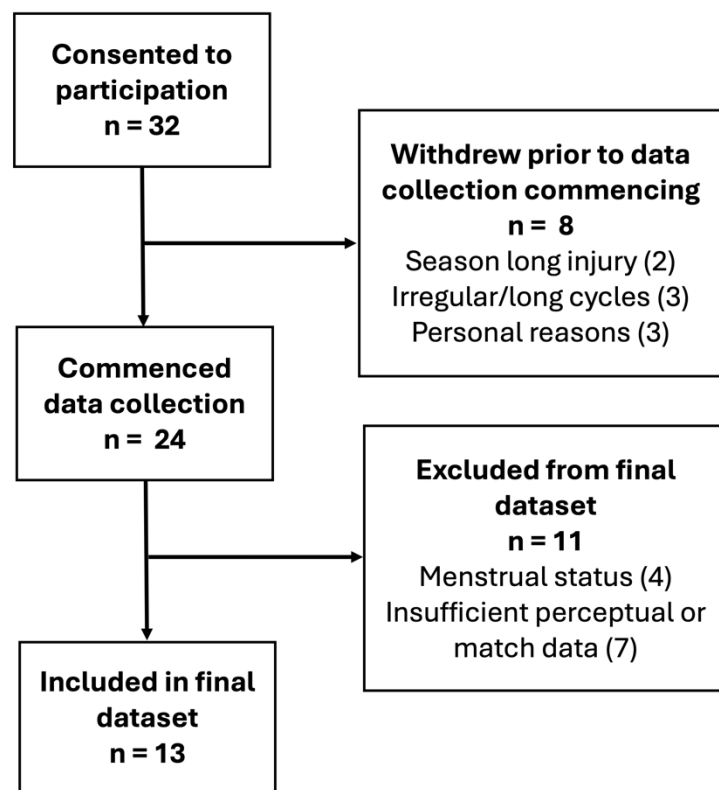 Consented to
participation
n = 32
Withdrew prior to data
collection commencing
n = 8
Season long injury (2)
Irregular/long cycles (3)
Personal reasons (3)
Commenced
data collection
n = 24
Excluded from final
dataset
n = 11
Menstrual status (4)
Insufficient perceptual or
match data (7)
Included in final
dataset
n = 13